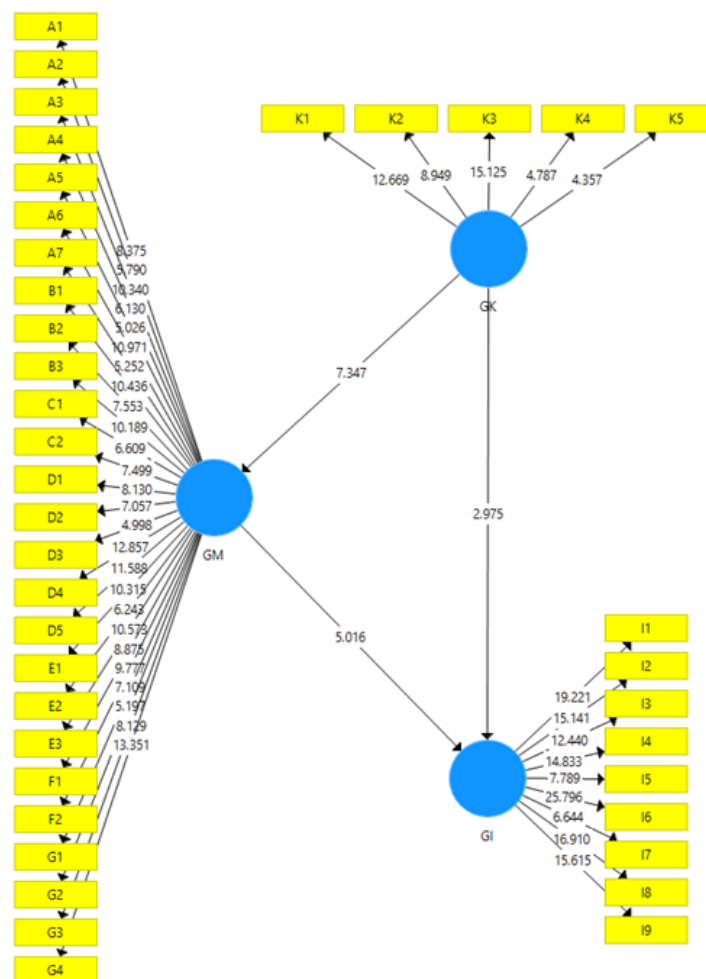 A1
A2
A3
A4
A5
A6
A7
B1
B2
B3
C1
C2
D1
D2
D3
D4
D5
E1
E2
E3
F1
F2
G1
G2
G3
G4
8.375
5.790
10.340
6.130
5.026
10.971
5.252
10.436
7.553
10.189
6.609
7.499
8.130
7.057
4.998
12.857
11.588
10.315
6.243
10.573
8.875
9.777
7.109
5.197
8.129
13.351
GM
K1 K2 K3 K4 K5
12.669 8.949 15.125 4.787 4.357
GK
7.347
2.975
5.016
GI
19.221
15.141
12.440
14.833
7.789
25.796
6.644
16.910
15.615
I1
I2
I3
I4
I5
I6
I7
I8
I9